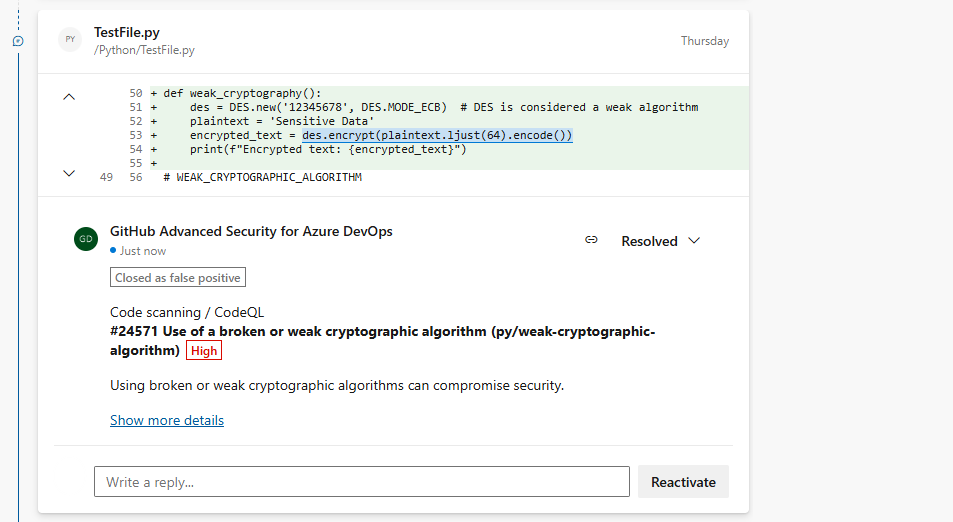 TestFile.py
PY
/Python/TestFile.py
Thursday
50 + def weak_cryptography():
51 +     des = DES.new('12345678', DES.MODE_ECB)  # DES is considered a weak algorithm
52 +     plaintext = 'Sensitive Data'
53 +     encrypted_text = des.encrypt(plaintext.ljust(64).encode())
54 +     print(f"Encrypted text: {encrypted_text}")
55 +
49 56   # WEAK_CRYPTOGRAPHIC_ALGORITHM
GD
GitHub Advanced Security for Azure DevOps
Just now
Resolved
Closed as false positive
Code scanning / CodeQL
#24571 Use of a broken or weak cryptographic algorithm (py/weak-cryptographic-
algorithm) High
Using broken or weak cryptographic algorithms can compromise security.
Show more details
Write a reply...
Reactivate